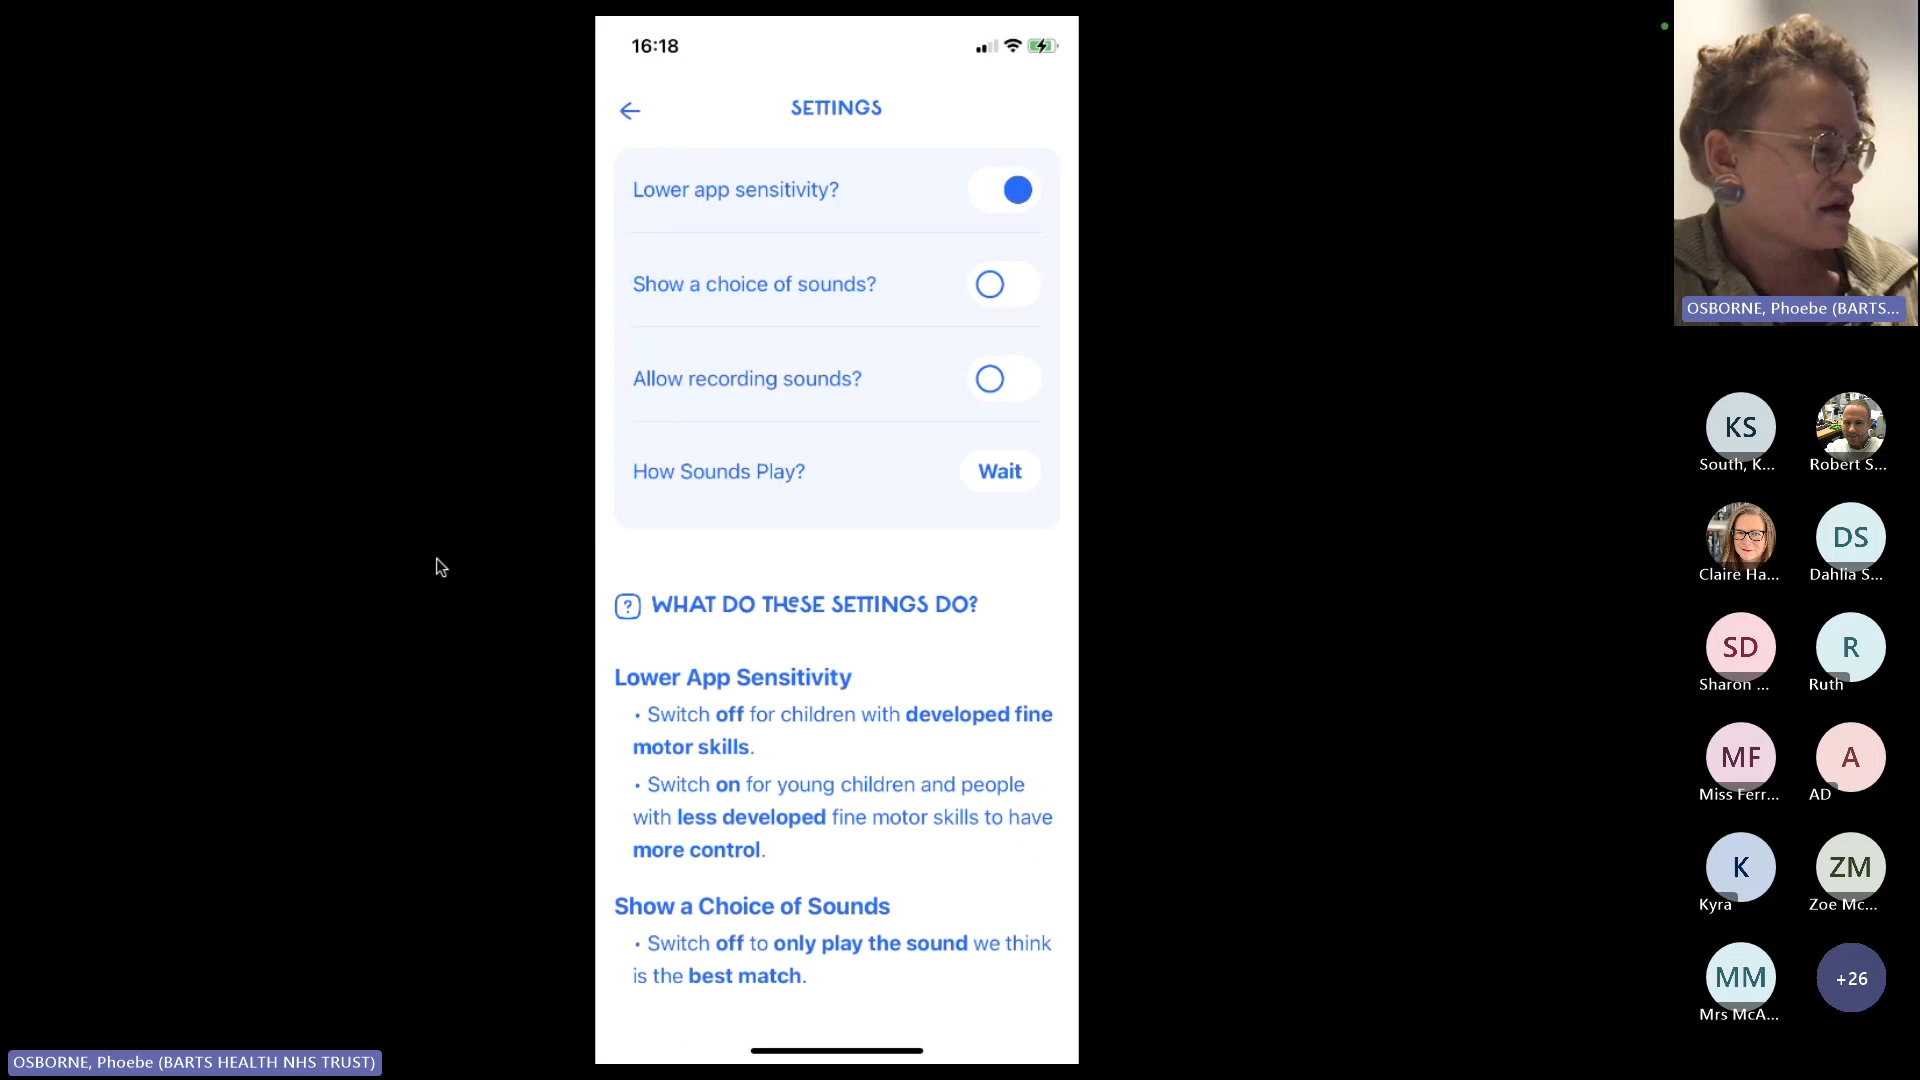 16:18
SETTINGS
Lower app sensitivity?
Show a choice of sounds?
Allow recording sounds?
How Sounds Play?
Wait
? WHAT DO THeSE SETTINGS DO?
Lower App Sensitivity
• Switch off for children with developed fine
motor skills.
• Switch on for young children and people
with less developed fine motor skills to have
more control.
Show a Choice of Sounds
• Switch off to only play the sound we think
is the best match.
OSBORNE, Phoebe (BARTS HEALTH NHS TRUST)
OSBORNE, Phoebe (BARTS...
KS
South, K...
Robert S...
Claire Ha...
DS
Dahlia S...
SD
Sharon ...
R
Ruth
MF
Miss Ferr...
A
AD
K
Kyra
ZM
Zoe Mc...
MM
Mrs McA...
+26